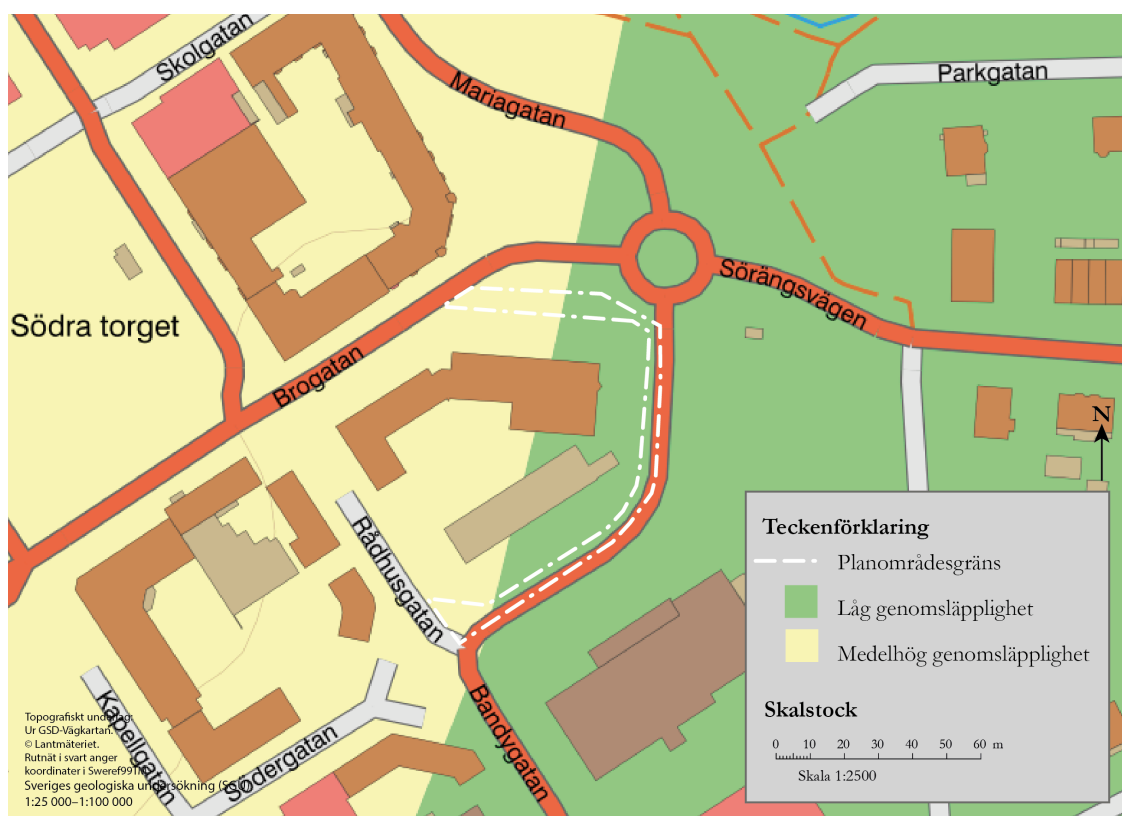 Skolgatan
Mariagatan
Parkgatan
Sörängsvägen
Södra torget
Brogatan
N
Rådhusgatan
Teckenförklaring
Planområdesgräns
Låg genomsläpplighet
Medelhög genomsläpplighet
Skalstock
0 10 20 30 40 50 60 m
Skala 1:2500
Bandygatan
Kapellgatan
Södergatan
Topografiskt underlag:
Ur GSD-Vägkartan.
© Lantmäteriet.
Rutnät i svart anger
koordinater i Sweref99TM
Sveriges geologiska undersökning (SGU)
1:25 000–1:100 000